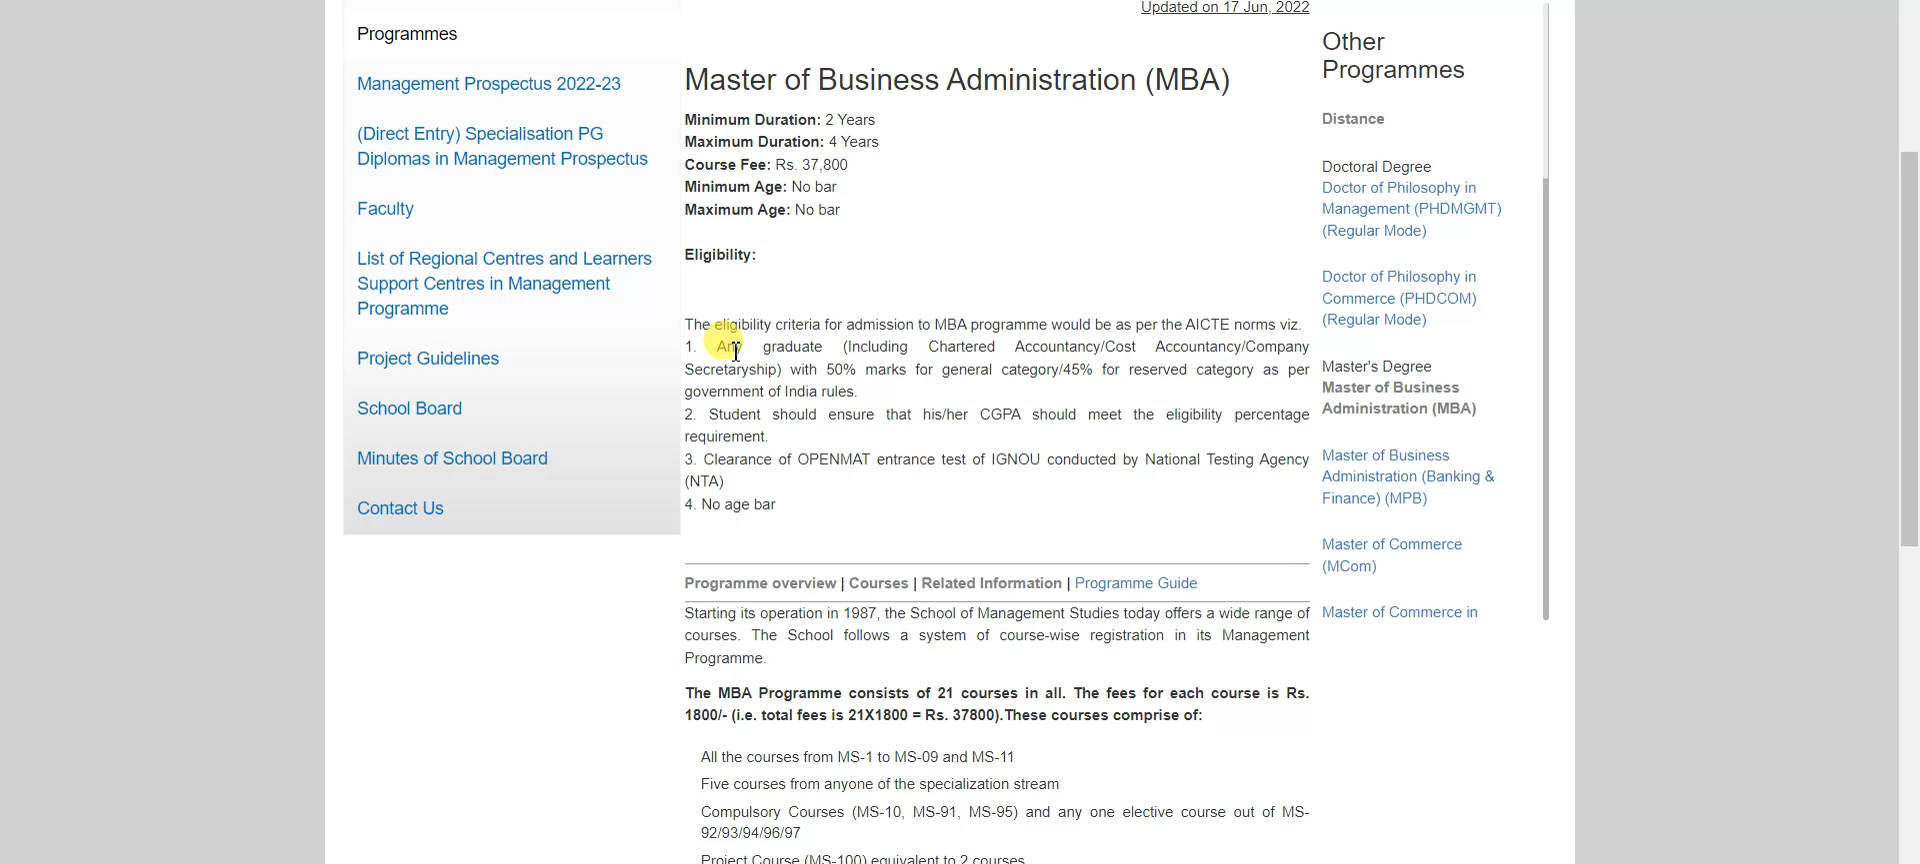 Updated on 17 Jun, 2022
Programmes
Management Prospectus 2022-23
(Direct Entry) Specialisation PG
Diplomas in Management Prospectus
Faculty
List of Regional Centres and Learners
Support Centres in Management
Programme
Project Guidelines
School Board
Minutes of School Board
Contact Us
Master of Business Administration (MBA)
Minimum Duration: 2 Years
Maximum Duration: 4 Years
Course Fee: Rs. 37,800
Minimum Age: No bar
Maximum Age: No bar
Eligibility:
The eligibility criteria for admission to MBA programme would be as per the AICTE norms viz.
1. Any graduate (Including Chartered Accountancy/Cost Accountancy/Company
Secretaryship) with 50% marks for general category/45% for reserved category as per
government of India rules.
2. Student should ensure that his/her CGPA should meet the eligibility percentage
requirement.
3. Clearance of OPENMAT entrance test of IGNOU conducted by National Testing Agency
(NTA)
4. No age bar
Programme overview | Courses | Related Information | Programme Guide
Starting its operation in 1987, the School of Management Studies today offers a wide range of
courses. The School follows a system of course-wise registration in its Management
Programme.
The MBA Programme consists of 21 courses in all. The fees for each course is Rs.
1800/- (i.e. total fees is 21X1800 = Rs. 37800).These courses comprise of:
All the courses from MS-1 to MS-09 and MS-11
Five courses from anyone of the specialization stream
Compulsory Courses (MS-10, MS-91, MS-95) and any one elective course out of MS-
92/93/94/96/97
Project Course (MS-100) equivalent to 2 courses
Other
Programmes
Distance
Doctoral Degree
Doctor of Philosophy in
Management (PHDMGMT)
(Regular Mode)
Doctor of Philosophy in
Commerce (PHDCOM)
(Regular Mode)
Master's Degree
Master of Business
Administration (MBA)
Master of Business
Administration (Banking &
Finance) (MPB)
Master of Commerce
(MCom)
Master of Commerce in